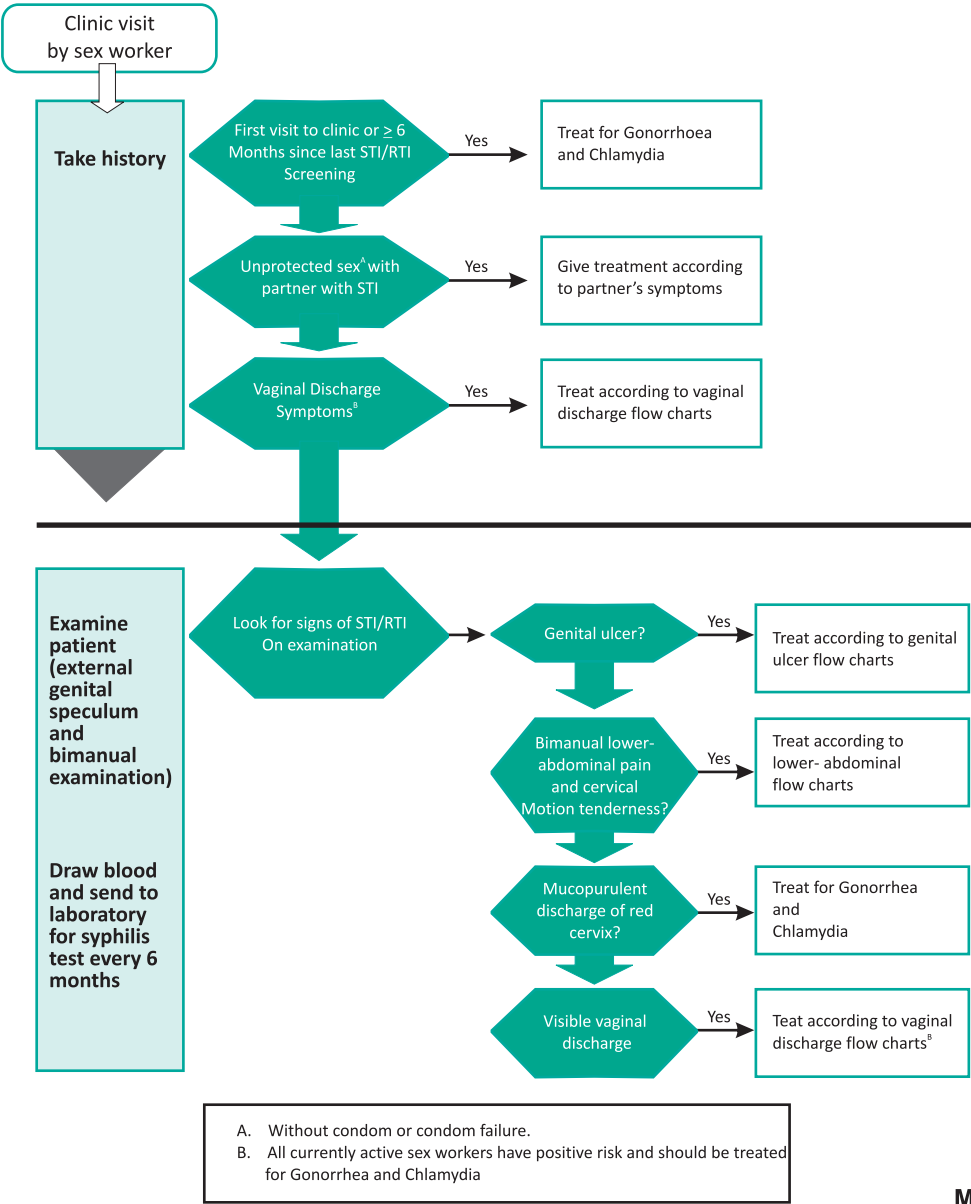 Clinic visit
by sex worker
Take history
First visit to clinic or ≥ 6
Months since last STI/RTI
Screening
Yes
Treat for Gonorrhoea
and Chlamydia
Unprotected sexᴬ with
partner with STI
Yes
Give treatment according
to partner’s symptoms
Vaginal Discharge
Symptomsᴮ
Yes
Treat according to vaginal
discharge flow charts
Examine
patient
(external
genital
speculum
and
bimanual
examination)
Draw blood
and send to
laboratory
for syphilis
test every 6
months
Look for signs of STI/RTI
On examination
Genital ulcer?
Yes
Treat according to genital
ulcer flow charts
Bimanual lower-
abdominal pain
and cervical
Motion tenderness?
Yes
Treat according to
lower- abdominal
flow charts
Mucopurulent
discharge of red
cervix?
Yes
Treat for Gonorrhea
and
Chlamydia
Visible vaginal
discharge
Yes
Teat according to vaginal
discharge flow chartsᴮ
A. Without condom or condom failure.
B. All currently active sex workers have positive risk and should be treated
for Gonorrhea and Chlamydia
M